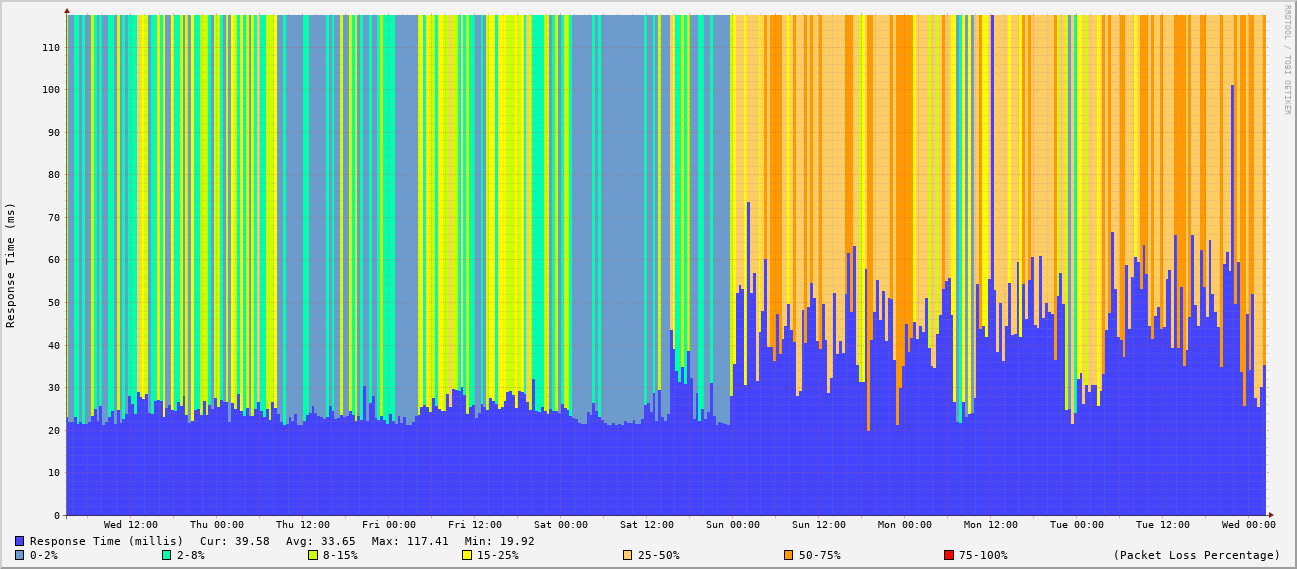 RRDTOOL / TOBI OETIKER
Response Time (ms)
110
100
90
80
70
60
50
40
30
20
10
0
Wed 12:00 Thu 00:00 Thu 12:00 Fri 00:00 Fri 12:00 Sat 00:00 Sat 12:00 Sun 00:00 Sun 12:00 Mon 00:00 Mon 12:00 Tue 00:00 Tue 12:00 Wed 00:00
Response Time (millis) Cur: 39.58 Avg: 33.65 Max: 117.41 Min: 19.92
0-2% 2-8% 8-15% 15-25% 25-50% 50-75% 75-100% (Packet Loss Percentage)